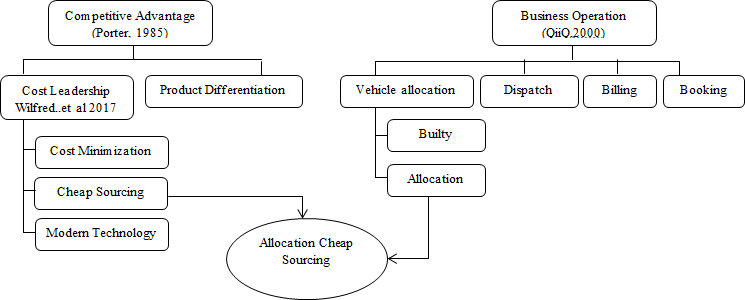 Competitive Advantage
(Porter, 1985)
Business Operation
(QiiQ,2000)
Cost Leadership
Wilfred..et al 2017
Product Differentiation
Vehicle allocation
Dispatch
Billing
Booking
Cost Minimization
Cheap Sourcing
Modern Technology
Builty
Allocation
Allocation Cheap
Sourcing